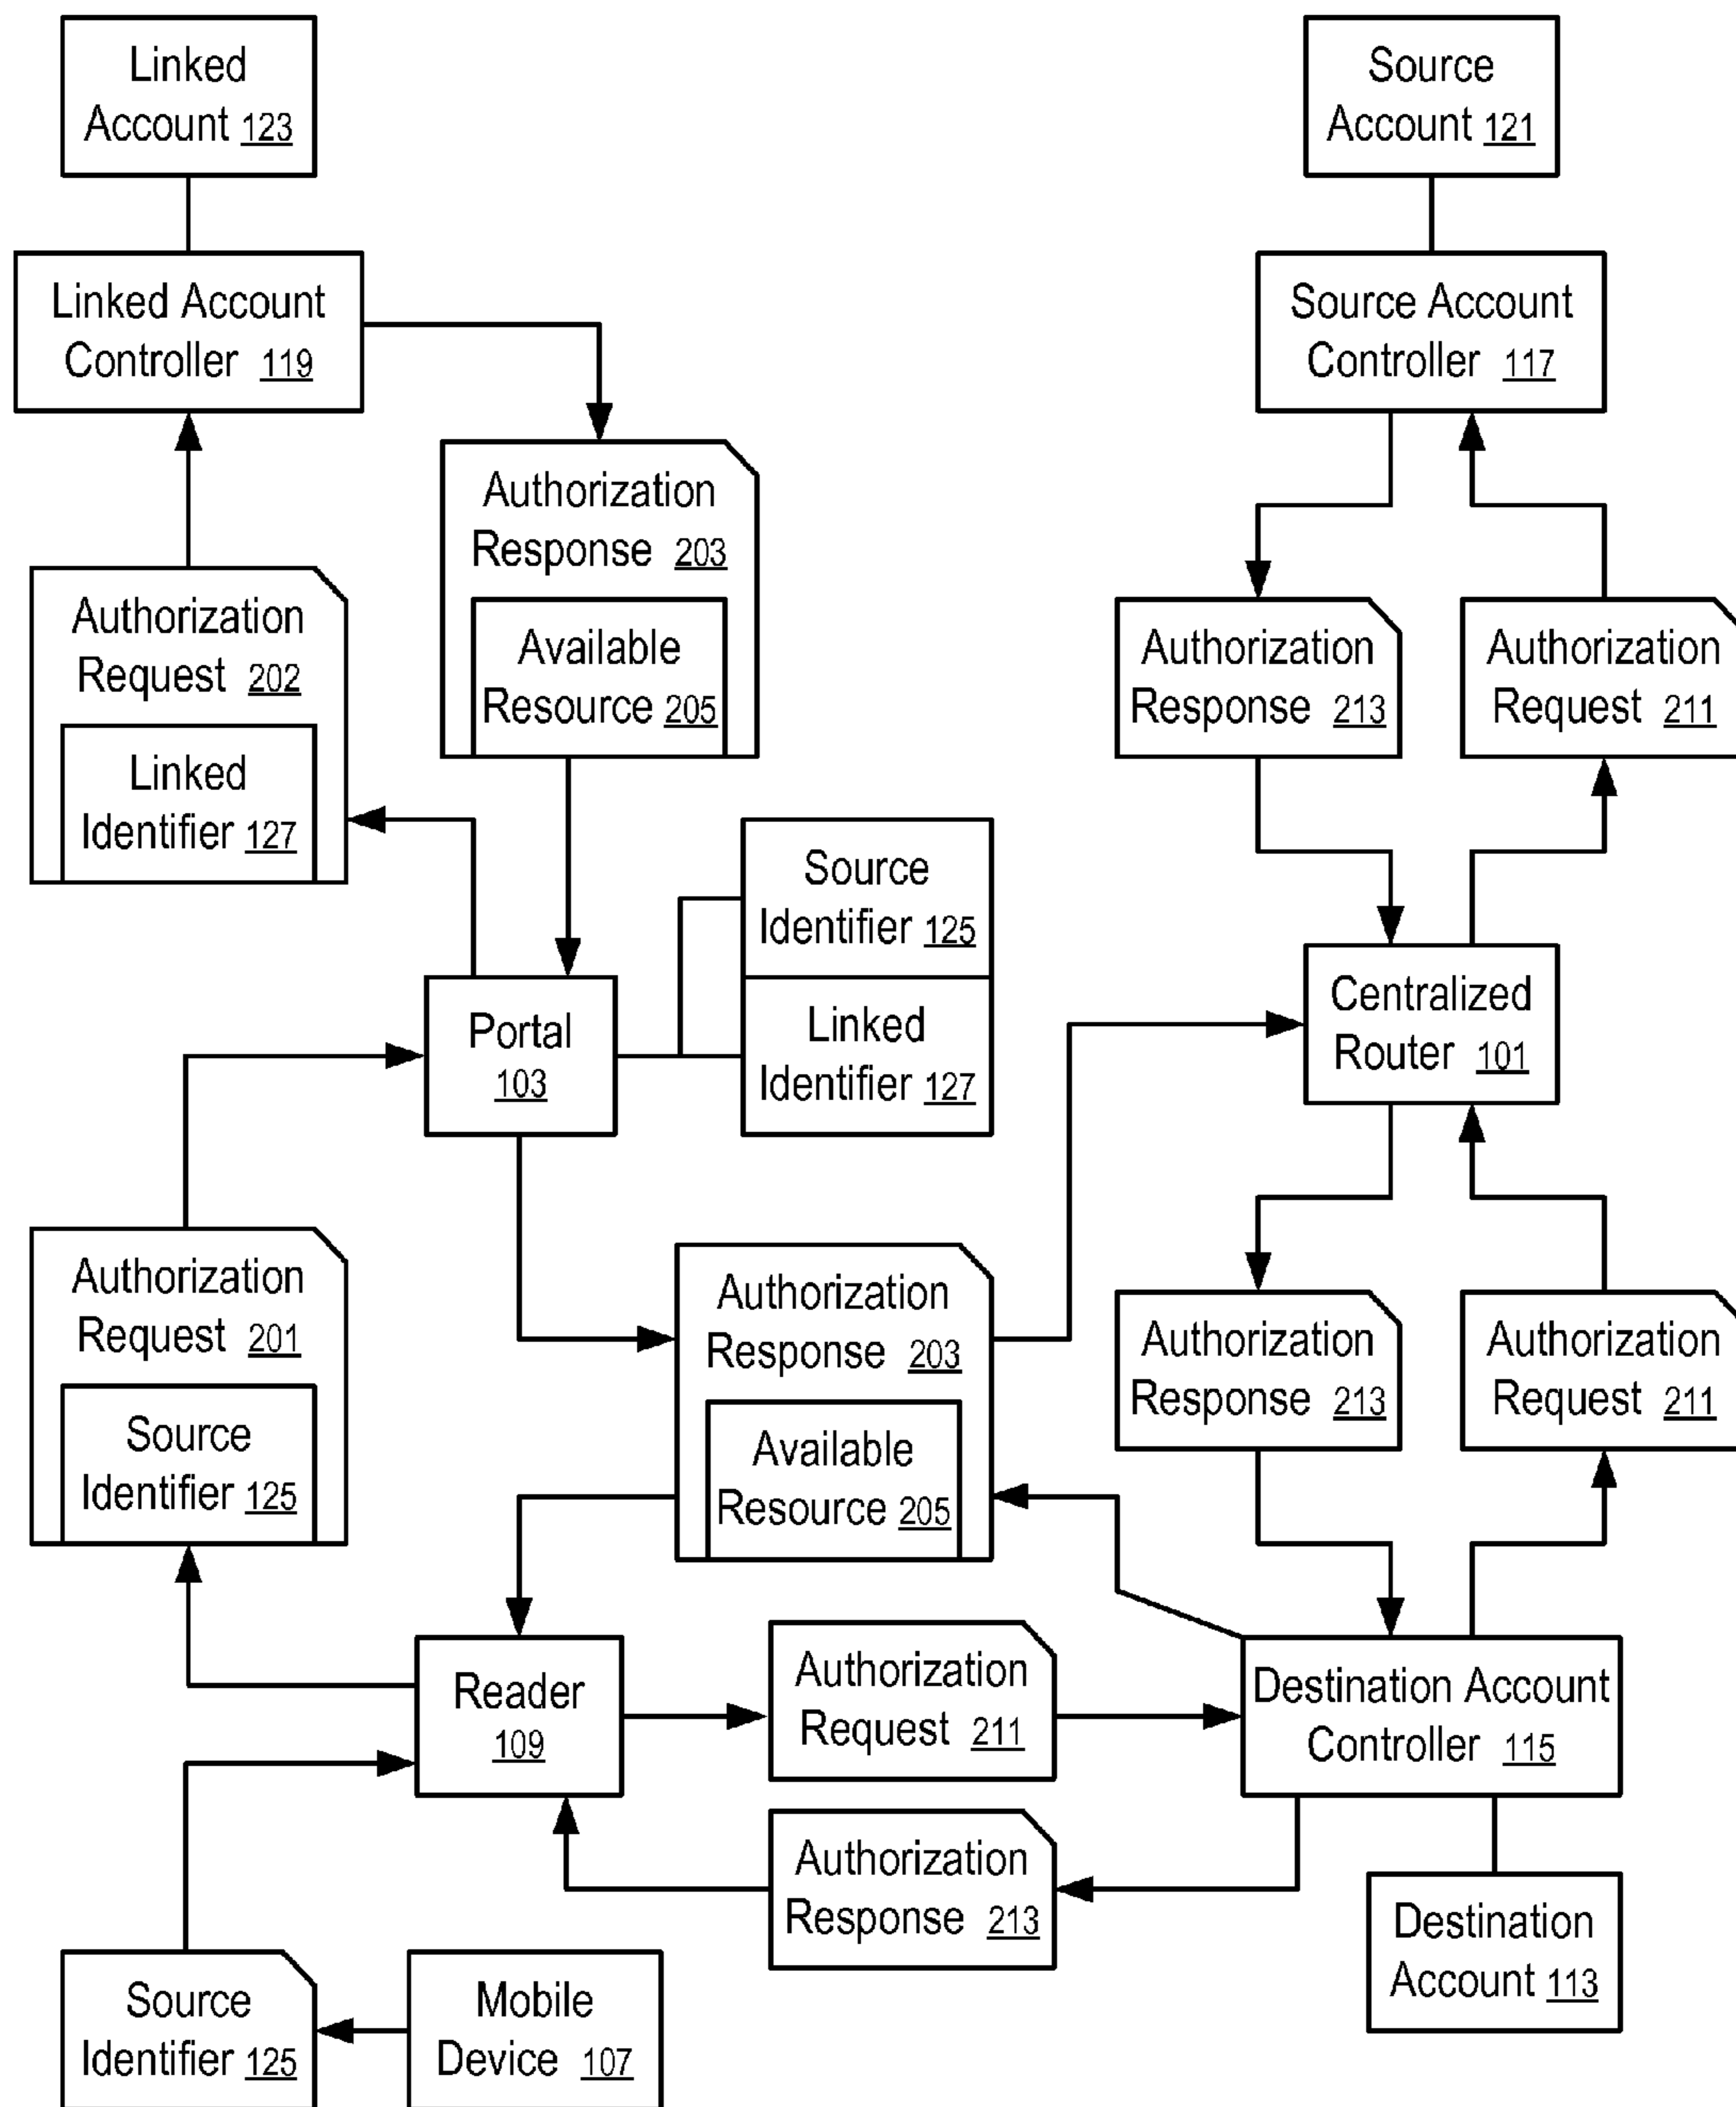 Linked
Account 123
Source
Account 121
Linked Account
Controller 119
Source Account
Controller 117
Authorization
Response 203
Available
Resource 205
Authorization
Request 202
Linked
Identifier 127
Authorization
Response 213
Authorization
Request 211
Source
Identifier 125
Linked
Identifier 127
Portal
103
Centralized
Router 101
Authorization
Request 201
Source
Identifier 125
Authorization
Response 203
Available
Resource 205
Authorization
Response 213
Authorization
Request 211
Reader
109
Authorization
Request 211
Destination Account
Controller 115
Authorization
Response 213
Destination
Account 113
Source
Identifier 125
Mobile
Device 107